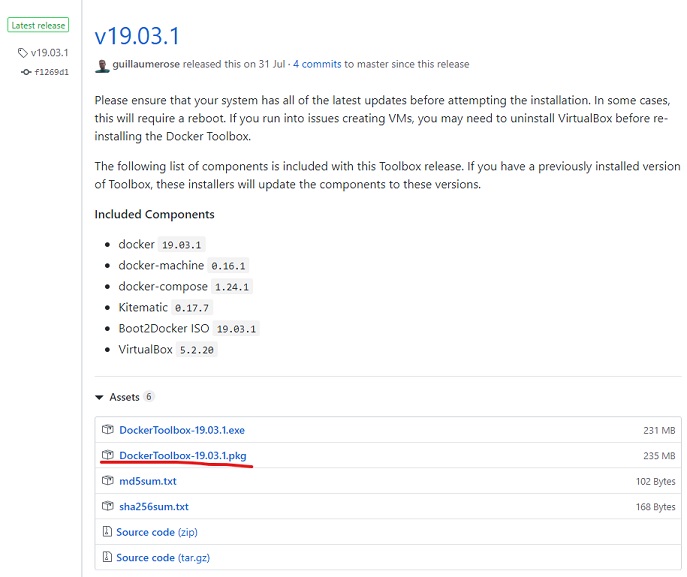 Latest release
v19.03.1
f1269d1
v19.03.1
guillaumerose released this on 31 Jul · 4 commits to master since this release
Please ensure that your system has all of the latest updates before attempting the installation. In some cases,
this will require a reboot. If you run into issues creating VMs, you may need to uninstall VirtualBox before re-
installing the Docker Toolbox.
The following list of components is included with this Toolbox release. If you have a previously installed version
of Toolbox, these installers will update the components to these versions.
Included Components
docker 19.03.1
docker-machine 0.16.1
docker-compose 1.24.1
Kitematic 0.17.7
Boot2Docker ISO 19.03.1
VirtualBox 5.2.20
Assets 6
DockerToolbox-19.03.1.exe 231 MB
DockerToolbox-19.03.1.pkg 235 MB
md5sum.txt 102 Bytes
sha256sum.txt 168 Bytes
Source code (zip)
Source code (tar.gz)